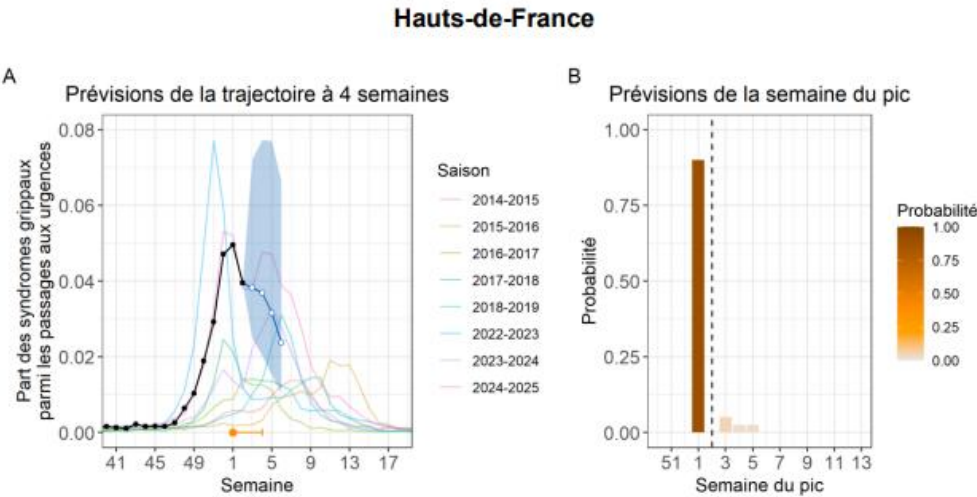 Hauts-de-France
A
Prévisions de la trajectoire à 4 semaines
Part des syndromes grippaux
parmi les passages aux urgences
0.08
0.06
0.04
0.02
0.00
41 45 49 1 5 9 13 17
Semaine
Saison
2014-2015
2015-2016
2016-2017
2017-2018
2018-2019
2022-2023
2023-2024
2024-2025
B
Prévisions de la semaine du pic
Probabilité
1.00
0.75
0.50
0.25
0.00
51 1 3 5 7 9 11 13
Semaine du pic
Probabilité
1.00
0.75
0.50
0.25
0.00